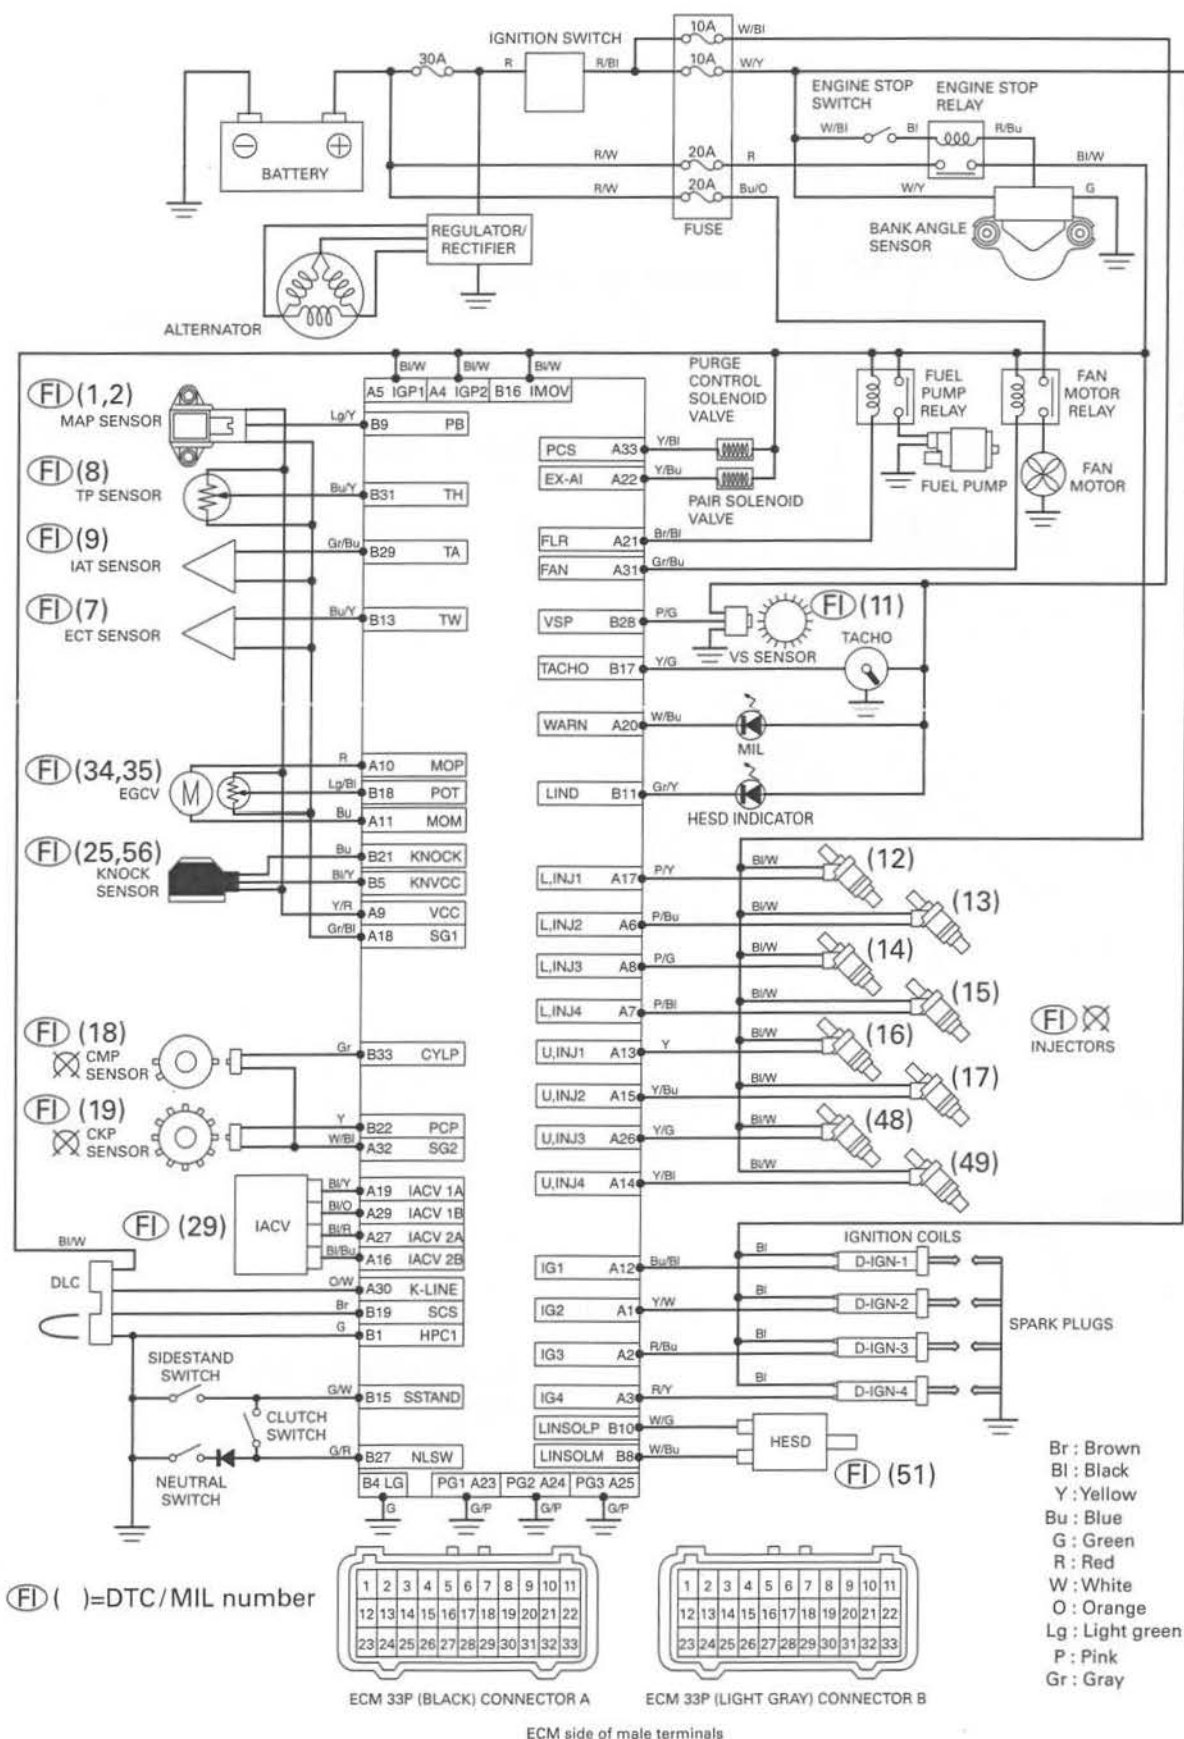 10A
W/Bl
IGNITION SWITCH
30A
R
R/Bl
10A
W/Y
ENGINE STOP
SWITCH
ENGINE STOP
RELAY
W/Bl
Bl
R/Bu
BATTERY
R/W
20A
R
Bl/W
R/W
20A
Bu/O
W/Y
G
FUSE
BANK ANGLE
SENSOR
REGULATOR/
RECTIFIER
ALTERNATOR
Bl/W
Bl/W
Bl/W
A5 IGP1
A4 IGP2
B16 IMOV
PURGE
CONTROL
SOLENOID
VALVE
FUEL
PUMP
RELAY
FAN
MOTOR
RELAY
FI (1,2)
MAP SENSOR
Lg/Y
B9 PB
PCS A33
Y/Bl
EX-AI A22
Y/Bu
PAIR SOLENOID
VALVE
FUEL PUMP
FAN
MOTOR
FI (8)
TP SENSOR
Bu/Y
B31 TH
FI (9)
IAT SENSOR
Gr/Bu
B29 TA
FLR A21
Br/Bl
FAN A31
Gr/Bu
FI (7)
ECT SENSOR
Bu/Y
B13 TW
VSP B28
P/G
FI (11)
VS SENSOR
TACHO
TACHO B17
Y/G
WARN A20
W/Bu
MIL
FI (34,35)
EGCV
M
R
A10 MOP
Lg/Bl
B18 POT
Bu
A11 MOM
LIND B11
Gr/Y
HESD INDICATOR
FI (25,56)
KNOCK
SENSOR
Bu
B21 KNOCK
Bl/Y
B5 KNVCC
Y/R
A9 VCC
Gr/Bl
A18 SG1
L,INJ1 A17
P/Y
Bl/W
(12)
L,INJ2 A6
P/Bu
Bl/W
(13)
L,INJ3 A8
P/G
Bl/W
(14)
L,INJ4 A7
P/Bl
Bl/W
(15)
U,INJ1 A13
Y
Bl/W
(16)
U,INJ2 A15
Y/Bu
Bl/W
(17)
U,INJ3 A26
Y/G
Bl/W
(48)
U,INJ4 A14
Y/Bl
Bl/W
(49)
FI
INJECTORS
FI (18)
CMP
SENSOR
Gr
B33 CYLP
FI (19)
CKP
SENSOR
Y
B22 PCP
W/Bl
A32 SG2
FI (29)
IACV
Bl/Y
A19 IACV 1A
Bl/O
A29 IACV 1B
Bl/R
A27 IACV 2A
Bl/Bu
A16 IACV 2B
Bl/W
DLC
O/W
A30 K-LINE
Br
B19 SCS
G
B1 HPC1
IGNITION COILS
IG1 A12
Bu/Bl
Bl
D-IGN-1
IG2 A1
Y/W
Bl
D-IGN-2
SPARK PLUGS
IG3 A2
R/Bu
Bl
D-IGN-3
IG4 A3
R/Y
Bl
D-IGN-4
SIDESTAND
SWITCH
G/W
B15 SSTAND
CLUTCH
SWITCH
G/R
B27 NLSW
NEUTRAL
SWITCH
LINSOLP B10
W/G
LINSOLM B8
W/Bu
HESD
FI (51)
B4 LG
PG1 A23
PG2 A24
PG3 A25
G
G/P
G/P
G/P
Br : Brown
Bl : Black
Y : Yellow
Bu : Blue
G : Green
R : Red
W : White
O : Orange
Lg : Light green
P : Pink
Gr : Gray
FI ( )=DTC/MIL number
1 2 3 4 5 6 7 8 9 10 11
12 13 14 15 16 17 18 19 20 21 22
23 24 25 26 27 28 29 30 31 32 33
1 2 3 4 5 6 7 8 9 10 11
12 13 14 15 16 17 18 19 20 21 22
23 24 25 26 27 28 29 30 31 32 33
ECM 33P (BLACK) CONNECTOR A
ECM 33P (LIGHT GRAY) CONNECTOR B
ECM side of male terminals